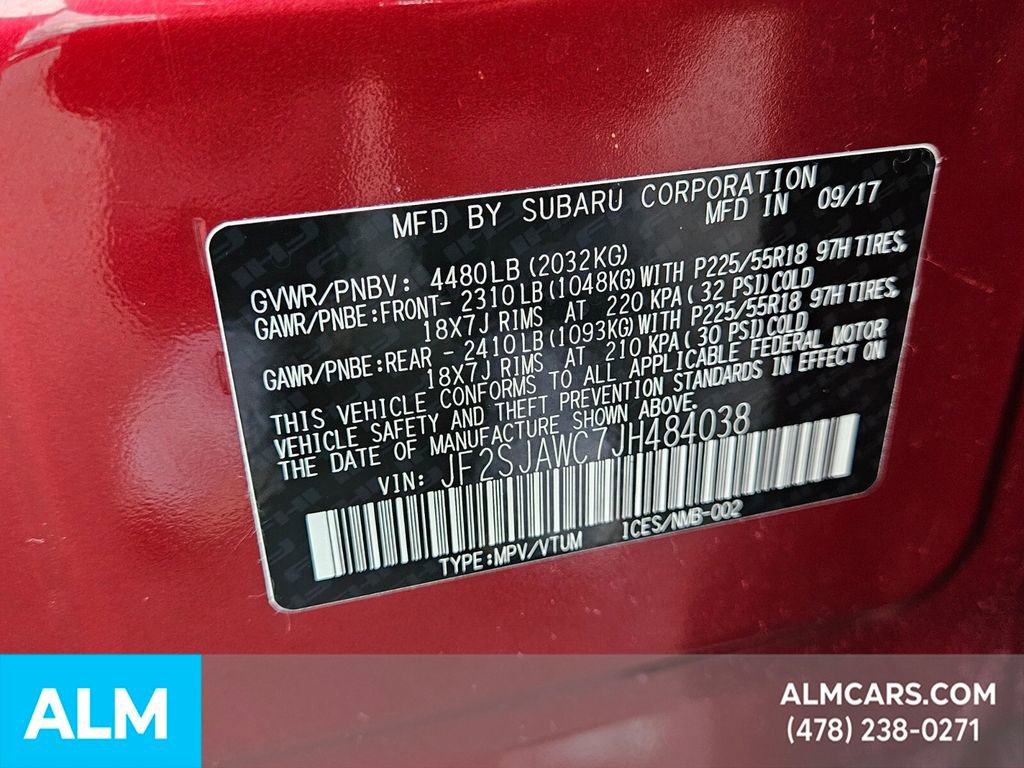 MFD BY SUBARU CORPORATION
MFD IN 09/17
GVWR/PNBV: 4480LB(2032KG)
GAWR/PNBE:FRONT- 2310LB(1048KG)WITH P225/55R18 97H TIRES,
18X7J RIMS AT 220 KPA( 32 PSI)COLD
GAWR/PNBE:REAR - 2410LB(1093KG)WITH P225/55R18 97H TIRES,
18X7J RIMS AT 210 KPA( 30 PSI)COLD
THIS VEHICLE CONFORMS TO ALL APPLICABLE FEDERAL MOTOR
VEHICLE SAFETY AND THEFT PREVENTION STANDARDS IN EFFECT ON
THE DATE OF MANUFACTURE SHOWN ABOVE.
VIN: JF2SJAWC7JH484038
TYPE:MPV/VTUM ICES/NMB-002
ALM
ALMCARS.COM
(478) 238-0271